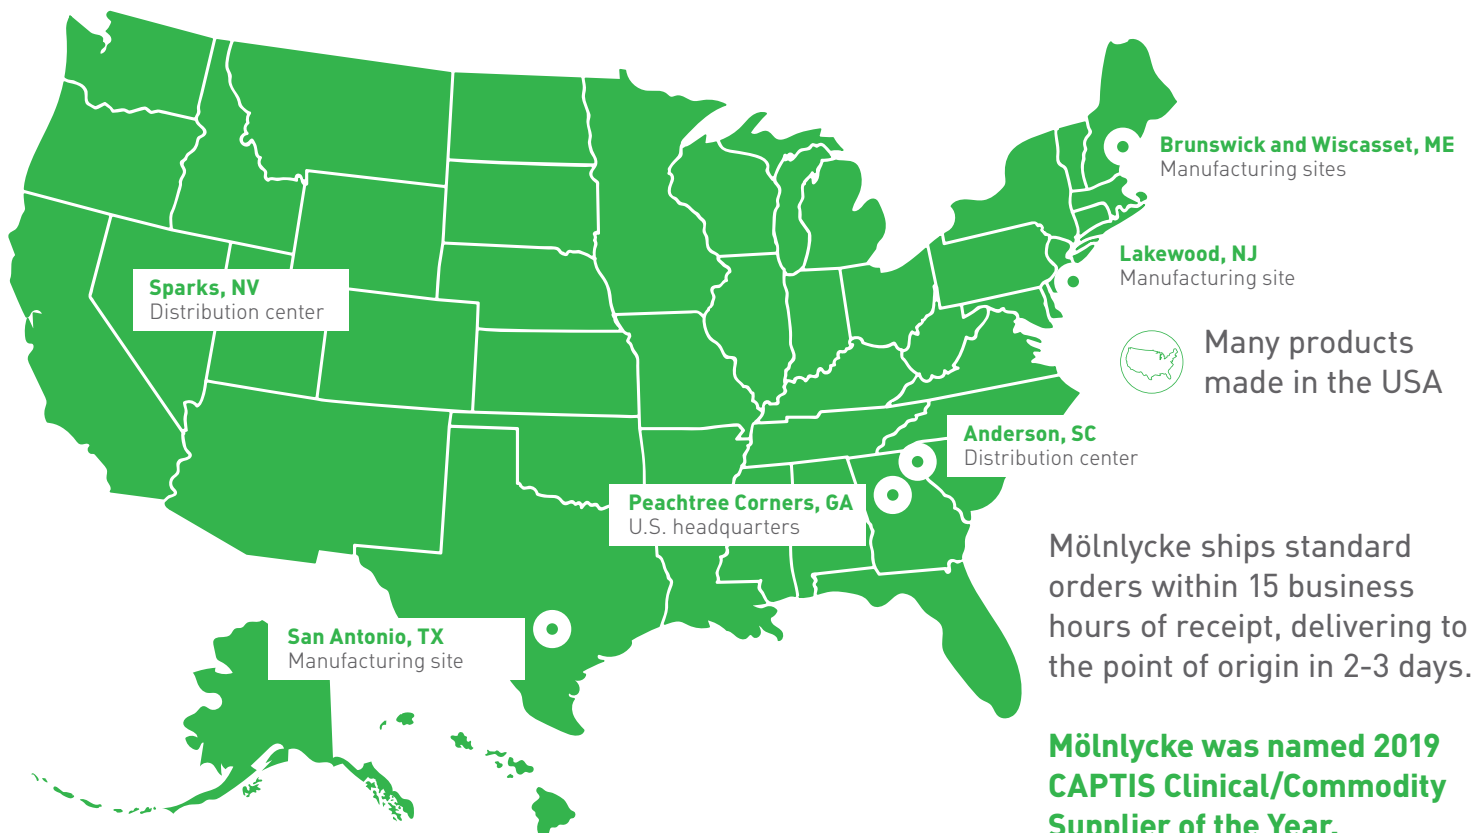 Brunswick and Wiscasset, ME
Manufacturing sites
Lakewood, NJ
Manufacturing site
Sparks, NV
Distribution center
Many products
made in the USA
Anderson, SC
Distribution center
Peachtree Corners, GA
U.S. headquarters
Mölnlycke ships standard
orders within 15 business
hours of receipt, delivering to
the point of origin in 2-3 days.
San Antonio, TX
Manufacturing site
Mölnlycke was named 2019
CAPTIS Clinical/Commodity
Supplier of the Year.